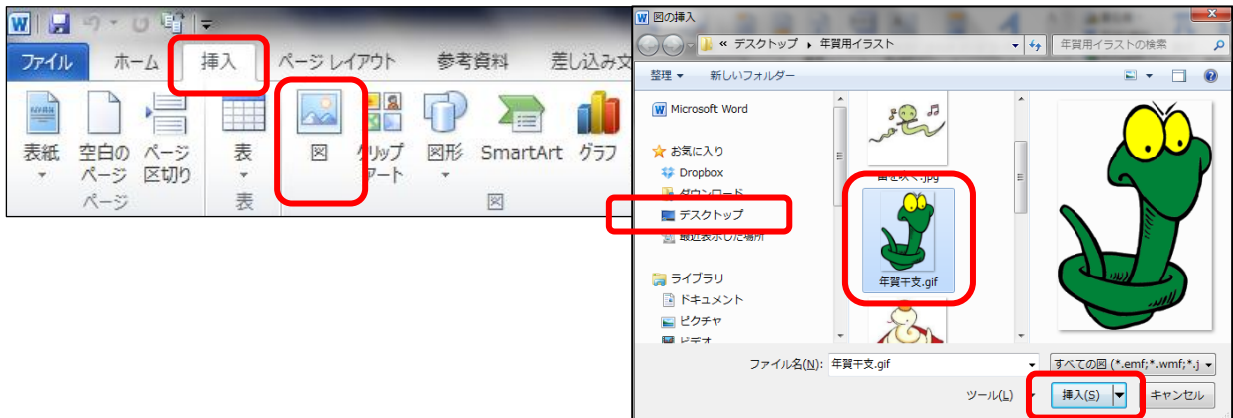 W
ファイル ホーム 挿入 ページ レイアウト 参考資料 差し込み文
表紙 空白の ページ 表 図 クリップ 図形 SmartArt グラフ
ページ 区切り アート
ページ 表 図
W 図の挿入
« デスクトップ 年賀用イラスト 年賀用イラストの検索
整理 新しいフォルダー
W Microsoft Word
お気に入り
Dropbox
ダウンロード
デスクトップ
最近表示した場所
ライブラリ
ドキュメント
ピクチャ
ビデオ
笛を吹く.jpg
年賀干支.gif
ファイル名(N): 年賀干支.gif すべての図 (*.emf;*.wmf;*.j
ツール(L) 挿入(S) キャンセル